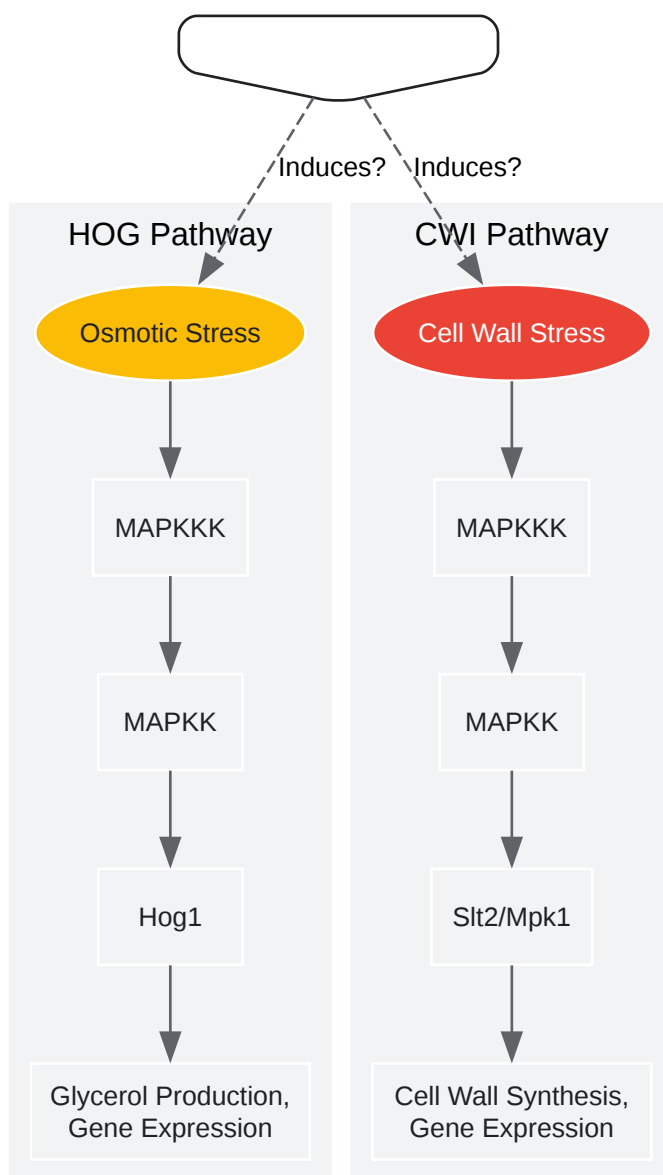 Induces?
Induces?
HOG Pathway
CWI Pathway
Osmotic Stress
Cell Wall Stress
MAPKKK
MAPKKK
MAPKK
MAPKK
Hog1
Slt2/Mpk1
Glycerol Production,
Gene Expression
Cell Wall Synthesis,
Gene Expression